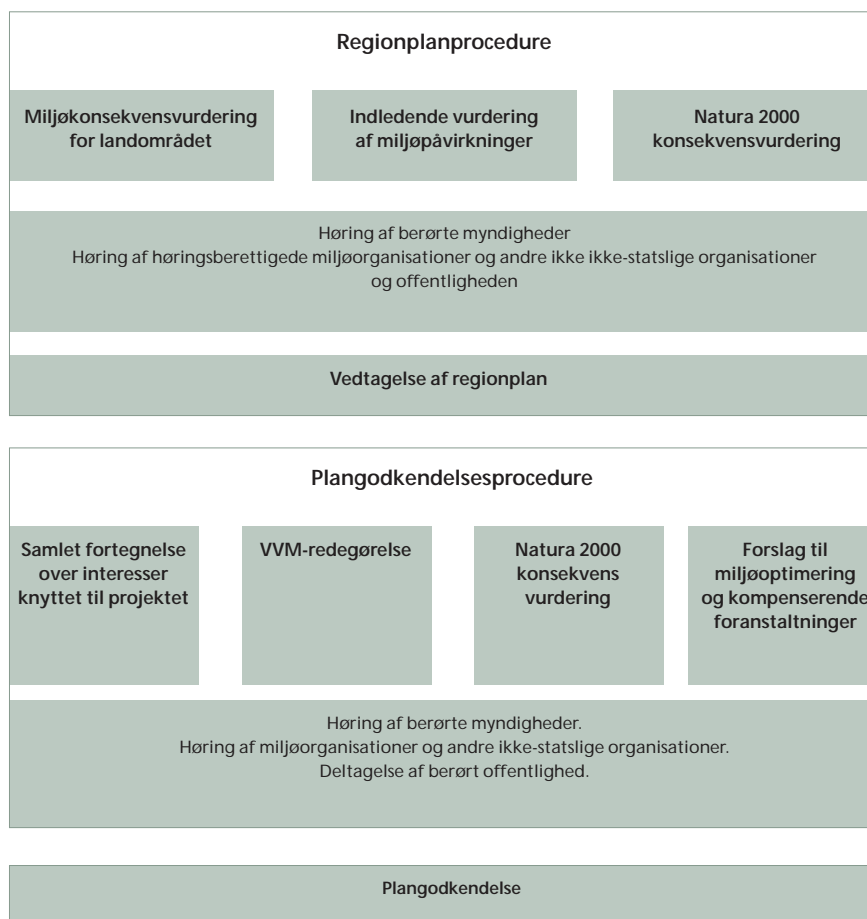 Regionplanprocedure
Miljøkonsekvensvurdering
for landområdet
Indledende vurdering
af miljøpåvirkninger
Natura 2000
konsekvensvurdering
Høring af berørte myndigheder
Høring af høringsberettigede miljøorganisationer og andre ikke ikke-statslige organisationer
og offentligheden
Vedtagelse af regionplan
Plangodkendelsesprocedure
Samlet fortegnelse
over interesser
knyttet til projektet
VVM-redegørelse
Natura 2000
konsekvens
vurdering
Forslag til
miljøoptimering
og kompenserende
foranstaltninger
Høring af berørte myndigheder.
Høring af miljøorganisationer og andre ikke-statslige organisationer.
Deltagelse af berørt offentlighed.
Plangodkendelse